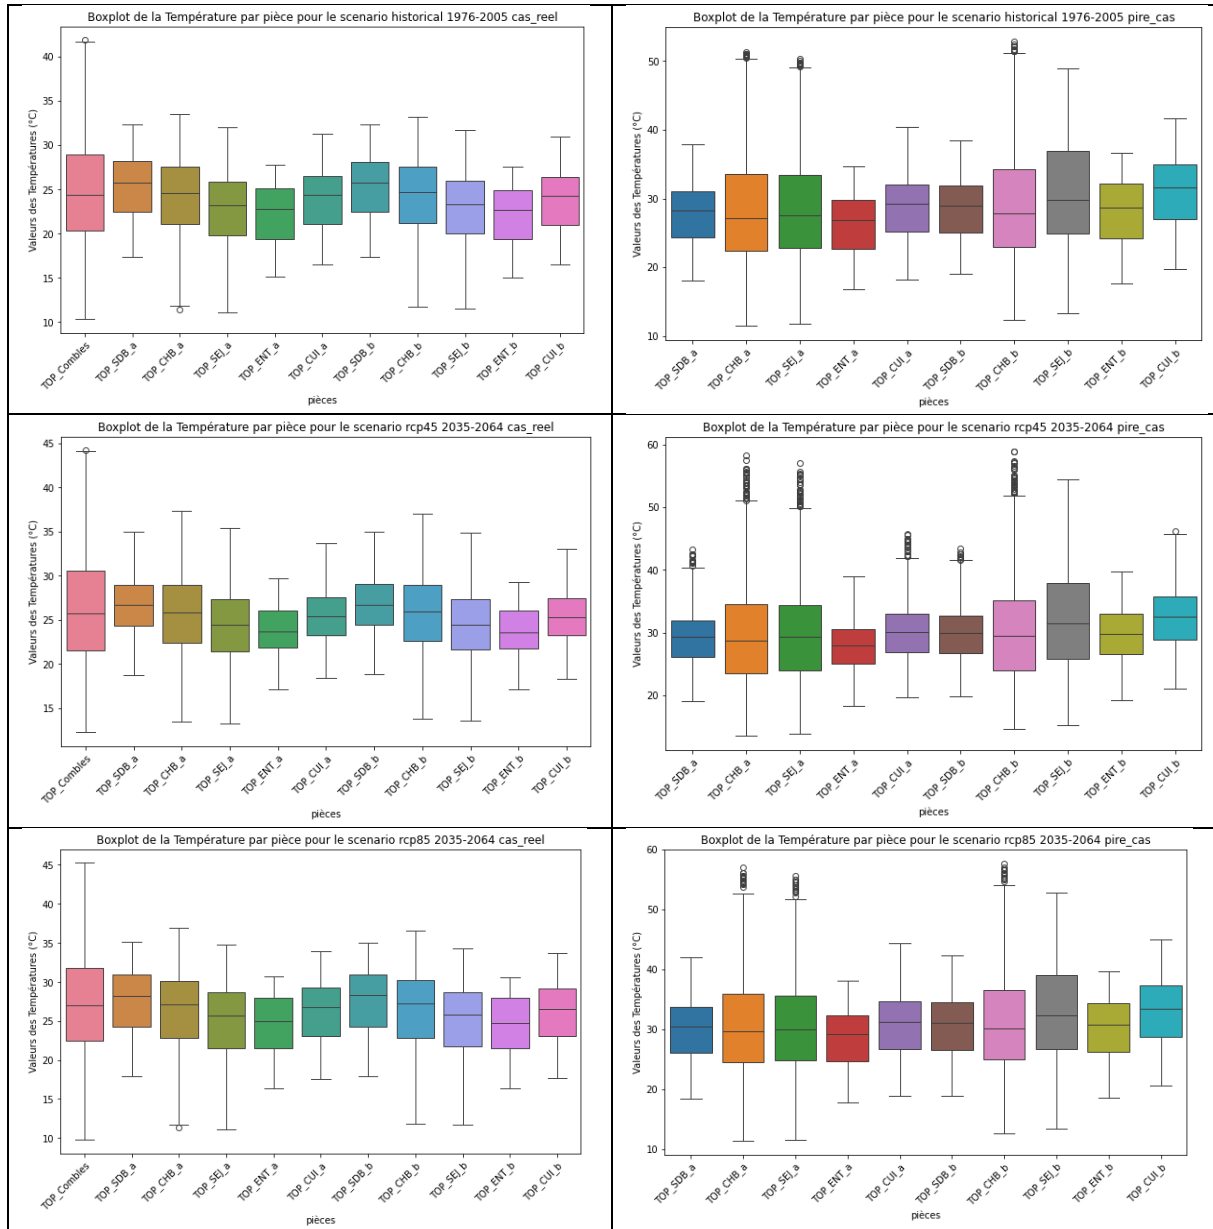 Boxplot de la Température par pièce pour le scenario historical 1976-2005 cas_reel
Valeurs des Températures (°C)
40
35
30
25
20
15
10
TOP_Combles
TOP_SDB_a
TOP_CHB_a
TOP_SEJ_a
TOP_ENT_a
TOP_CUI_a
TOP_SDB_b
TOP_CHB_b
TOP_SEJ_b
TOP_ENT_b
TOP_CUI_b
pièces
Boxplot de la Température par pièce pour le scenario historical 1976-2005 pire_cas
Valeurs des Températures (°C)
50
40
30
20
10
TOP_SDB_a
TOP_CHB_a
TOP_SEJ_a
TOP_ENT_a
TOP_CUI_a
TOP_SDB_b
TOP_CHB_b
TOP_SEJ_b
TOP_ENT_b
TOP_CUI_b
pièces
Boxplot de la Température par pièce pour le scenario rcp45 2035-2064 cas_reel
Valeurs des Températures (°C)
45
40
35
30
25
20
15
TOP_Combles
TOP_SDB_a
TOP_CHB_a
TOP_SEJ_a
TOP_ENT_a
TOP_CUI_a
TOP_SDB_b
TOP_CHB_b
TOP_SEJ_b
TOP_ENT_b
TOP_CUI_b
pièces
Boxplot de la Température par pièce pour le scenario rcp45 2035-2064 pire_cas
Valeurs des Températures (°C)
60
50
40
30
20
TOP_SDB_a
TOP_CHB_a
TOP_SEJ_a
TOP_ENT_a
TOP_CUI_a
TOP_SDB_b
TOP_CHB_b
TOP_SEJ_b
TOP_ENT_b
TOP_CUI_b
pièces
Boxplot de la Température par pièce pour le scenario rcp85 2035-2064 cas_reel
Valeurs des Températures (°C)
45
40
35
30
25
20
15
10
TOP_Combles
TOP_SDB_a
TOP_CHB_a
TOP_SEJ_a
TOP_ENT_a
TOP_CUI_a
TOP_SDB_b
TOP_CHB_b
TOP_SEJ_b
TOP_ENT_b
TOP_CUI_b
pièces
Boxplot de la Température par pièce pour le scenario rcp85 2035-2064 pire_cas
Valeurs des Températures (°C)
60
50
40
30
20
10
TOP_SDB_a
TOP_CHB_a
TOP_SEJ_a
TOP_ENT_a
TOP_CUI_a
TOP_SDB_b
TOP_CHB_b
TOP_SEJ_b
TOP_ENT_b
TOP_CUI_b
pièces